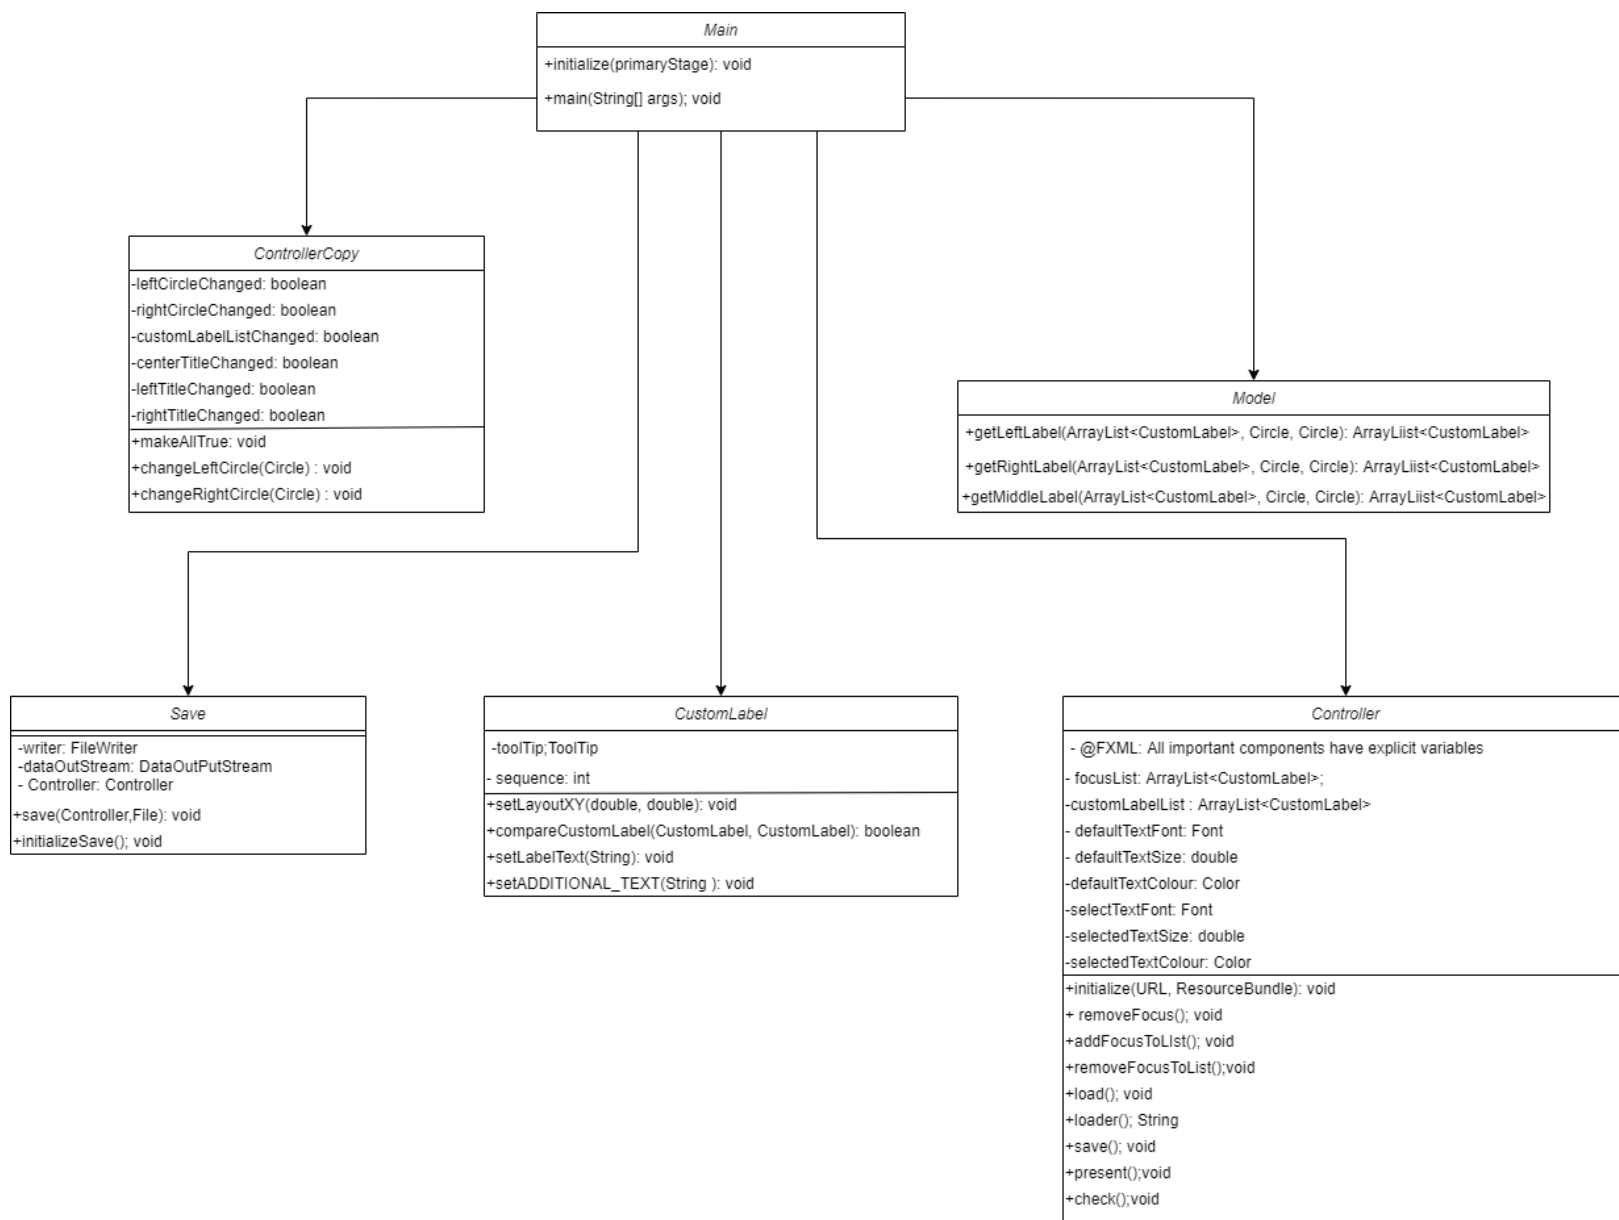 Main
+initialize(primaryStage): void
+main(String[] args); void
ControllerCopy
-leftCircleChanged: boolean
-rightCircleChanged: boolean
-customLabelListChanged: boolean
-centerTitleChanged: boolean
-leftTitleChanged: boolean
-rightTitleChanged: boolean
+makeAllTrue: void
+changeLeftCircle(Circle) : void
+changeRightCircle(Circle) : void
Model
+getLeftLabel(ArrayList<CustomLabel>, Circle, Circle): ArrayLiist<CustomLabel>
+getRightLabel(ArrayList<CustomLabel>, Circle, Circle): ArrayLiist<CustomLabel>
+getMiddleLabel(ArrayList<CustomLabel>, Circle, Circle): ArrayLiist<CustomLabel>
Save
-writer: FileWriter
-dataOutStream: DataOutPutStream
- Controller: Controller
+save(Controller,File): void
+initializeSave(); void
CustomLabel
-toolTip;ToolTip
- sequence: int
+setLayoutXY(double, double): void
+compareCustomLabel(CustomLabel, CustomLabel): boolean
+setLabelText(String): void
+setADDITIONAL_TEXT(String ): void
Controller
- @FXML: All important components have explicit variables
- focusList: ArrayList<CustomLabel>;
-customLabelList : ArrayList<CustomLabel>
- defaultTextFont: Font
- defaultTextSize: double
-defaultTextColour: Color
-selectTextFont: Font
-selectedTextSize: double
-selectedTextColour: Color
+initialize(URL, ResourceBundle): void
+ removeFocus(); void
+addFocusToLIst(); void
+removeFocusToList();void
+load(); void
+loader(); String
+save(); void
+present();void
+check();void